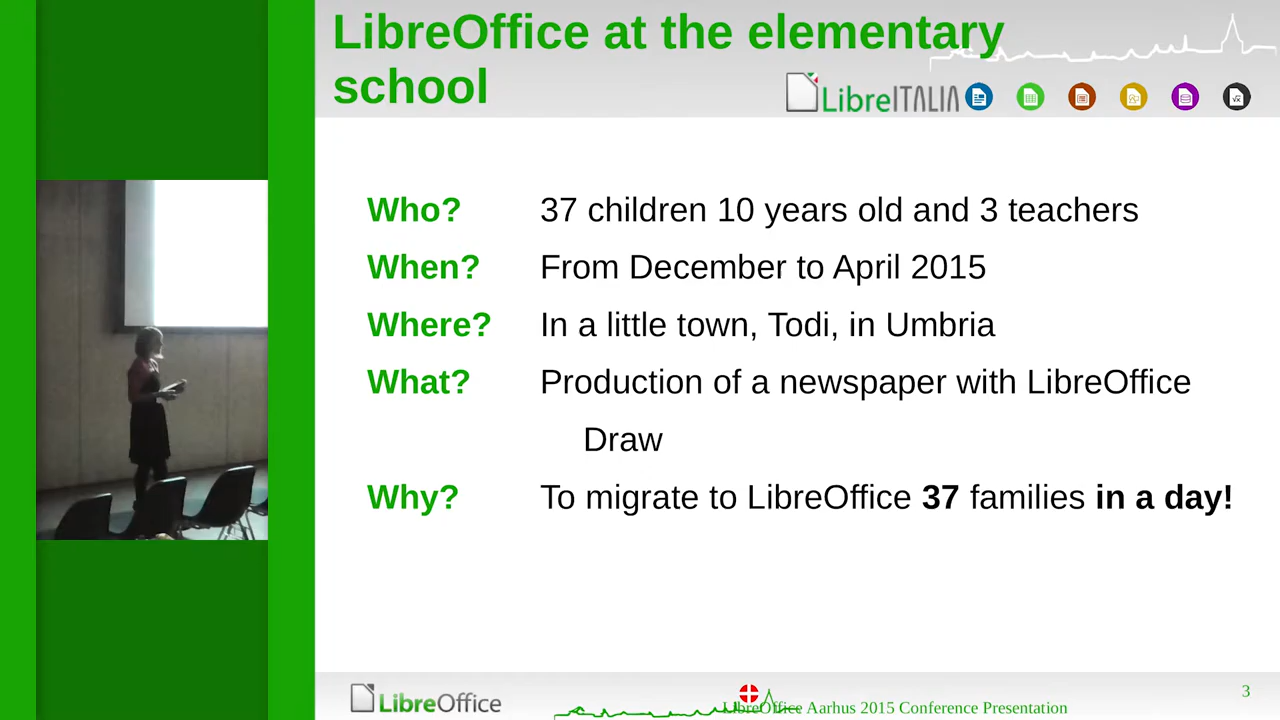 LibreOffice at the elementary
school
LibreITALIA
Who? 37 children 10 years old and 3 teachers
When? From December to April 2015
Where? In a little town, Todi, in Umbria
What? Production of a newspaper with LibreOffice
Draw
Why? To migrate to LibreOffice 37 families in a day!
LibreOffice
LibreOffice Aarhus 2015 Conference Presentation
3